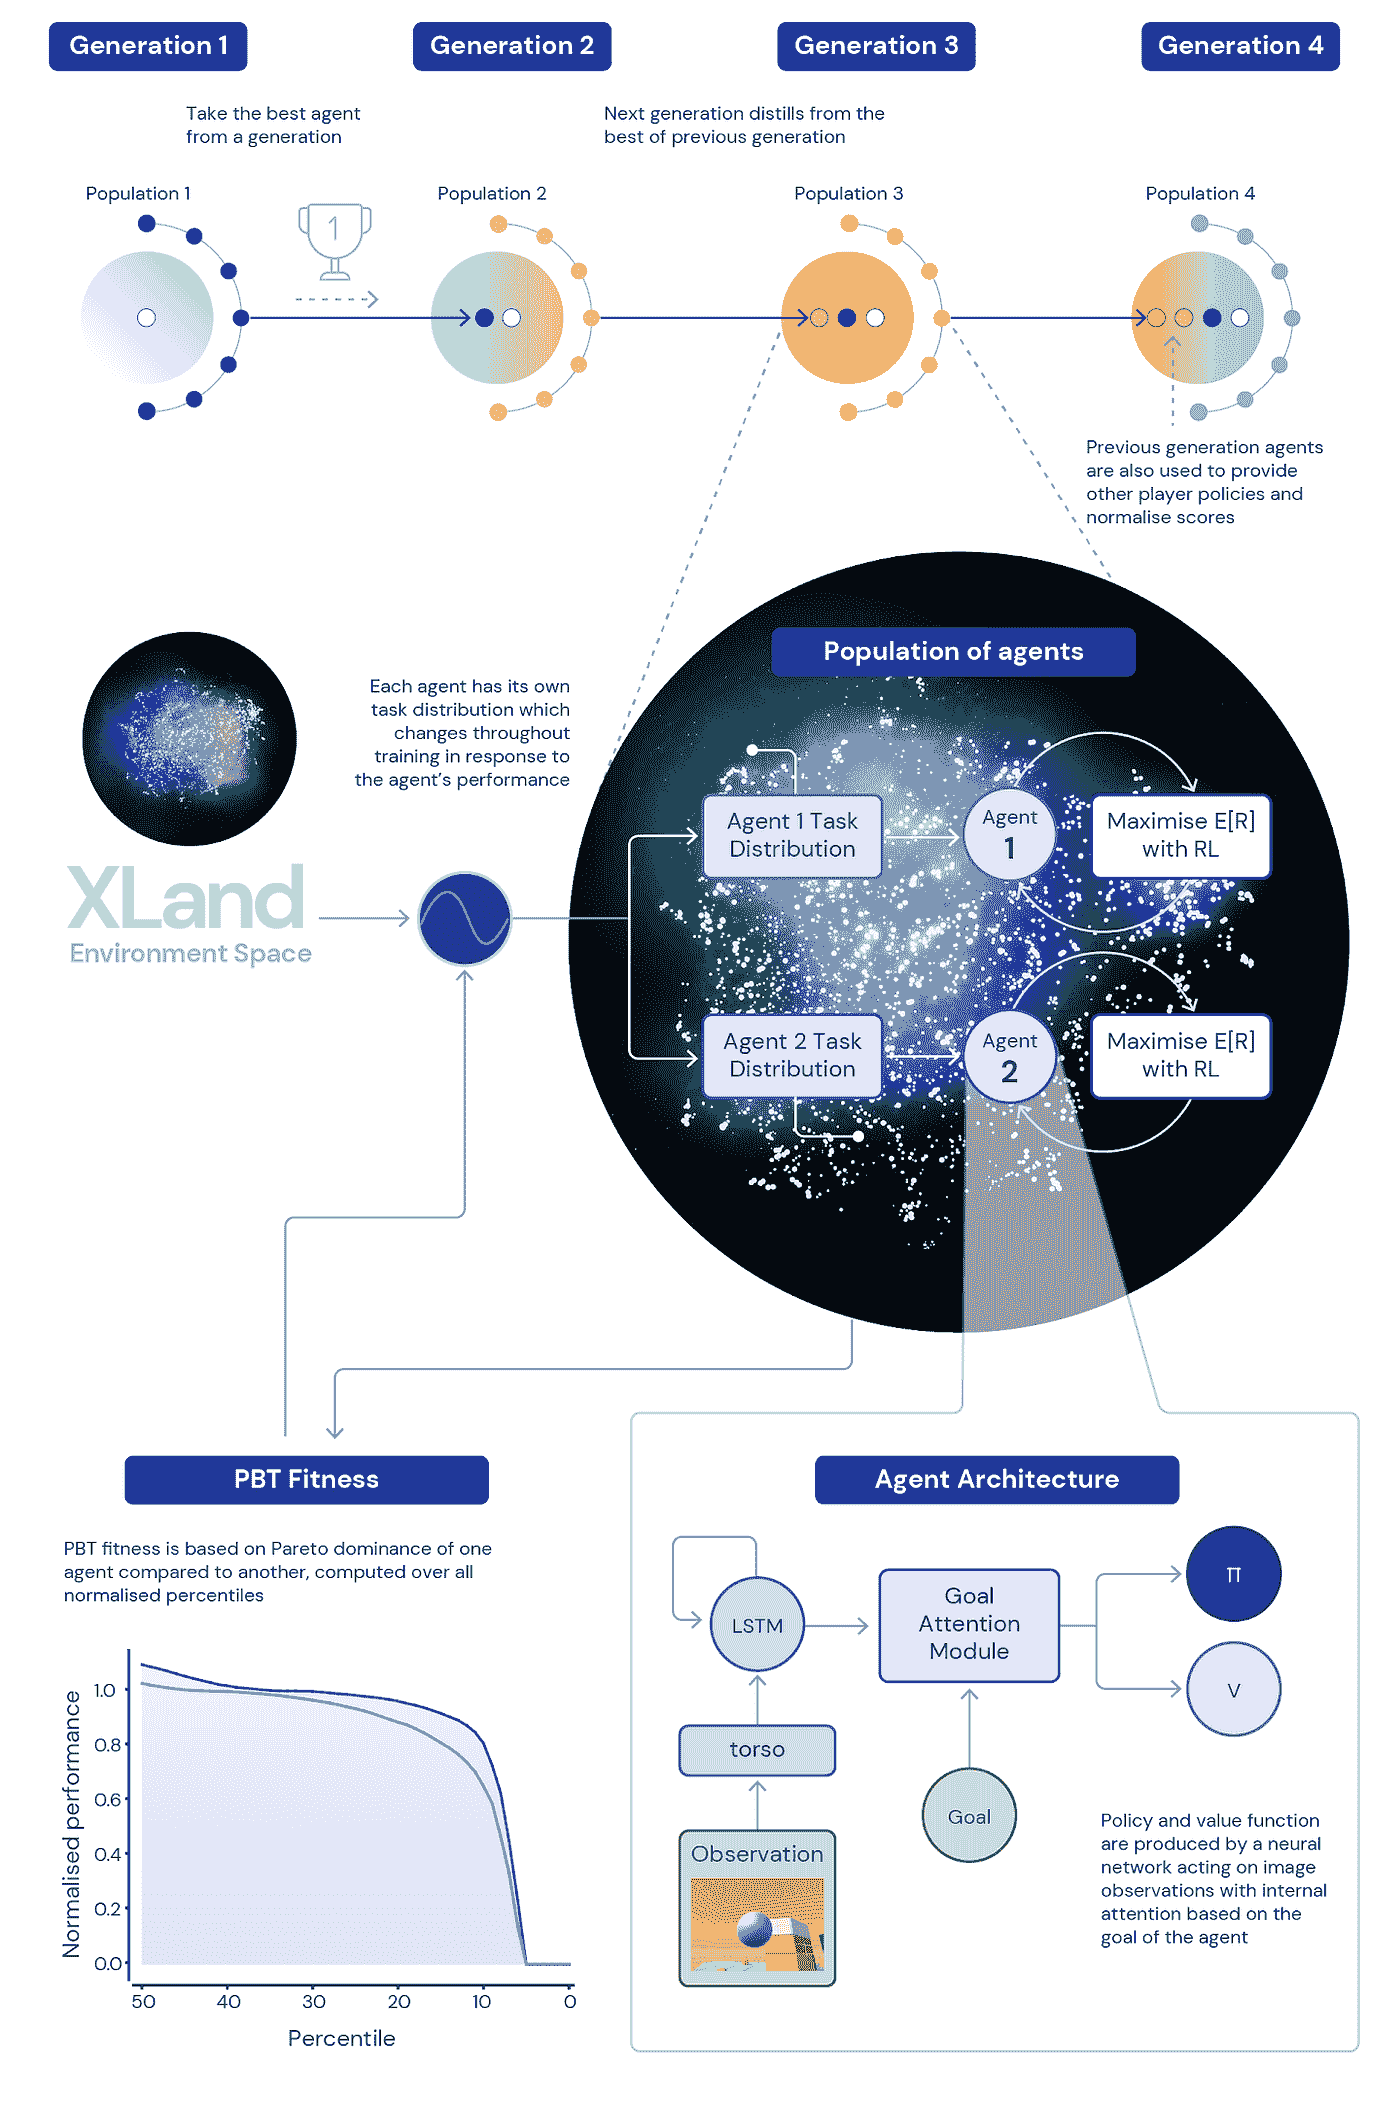 Generation 1
Generation 2
Generation 3
Generation 4
Take the best agent
from a generation
Next generation distills from the
best of previous generation
Population 1
Population 2
Population 3
Population 4
1
Previous generation agents
are also used to provide
other player policies and
normalise scores
Population of agents
Each agent has its own
task distribution which
changes throughout
training in response to
the agent's performance
XLand
Environment Space
Agent 1 Task
Distribution
Agent
1
Maximise E[R]
with RL
Agent 2 Task
Distribution
Agent
2
Maximise E[R]
with RL
PBT Fitness
PBT fitness is based on Pareto dominance of one
agent compared to another, computed over all
normalised percentiles
Normalised performance
1.0
0.8
0.6
0.4
0.2
0.0
50
40
30
20
10
0
Percentile
Agent Architecture
LSTM
Goal
Attention
Module
π
V
torso
Goal
Observation
Policy and value function
are produced by a neural
network acting on image
observations with internal
attention based on the
goal of the agent